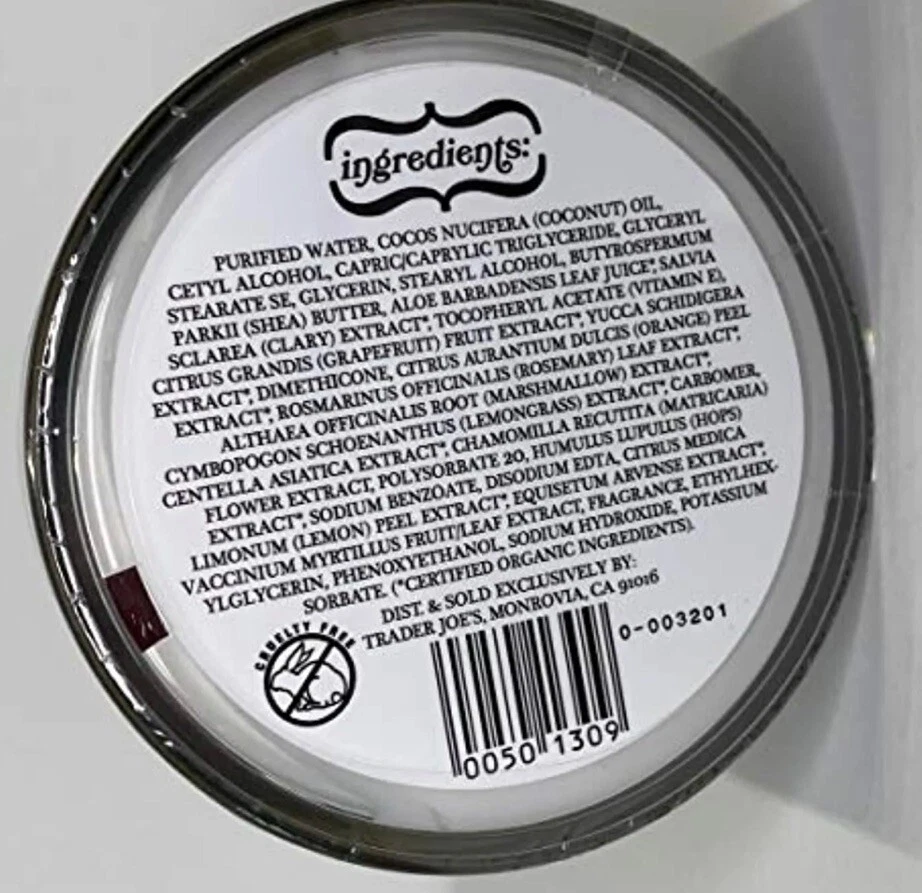 ingredients:
PURIFIED WATER, COCOS NUCIFERA (COCONUT) OIL,
CETYL ALCOHOL, CAPRIC/CAPRYLIC TRIGLYCERIDE, GLYCERYL
STEARATE SE, GLYCERIN, STEARYL ALCOHOL, BUTYROSPERMUM
PARKII (SHEA) BUTTER, ALOE BARBADENSIS LEAF JUICE*, SALVIA
SCLAREA (CLARY) EXTRACT*, TOCOPHERYL ACETATE (VITAMIN E),
CITRUS GRANDIS (GRAPEFRUIT) FRUIT EXTRACT*, YUCCA SCHIDIGERA
EXTRACT*, DIMETHICONE, CITRUS AURANTIUM DULCIS (ORANGE) PEEL
EXTRACT*, ROSMARINUS OFFICINALIS (ROSEMARY) LEAF EXTRACT*,
ALTHAEA OFFICINALIS ROOT (MARSHMALLOW) EXTRACT*,
CYMBOPOGON SCHOENANTHUS (LEMONGRASS) EXTRACT*, CARBOMER,
CENTELLA ASIATICA EXTRACT*, CHAMOMILLA RECUTITA (MATRICARIA)
FLOWER EXTRACT, POLYSORBATE 20, HUMULUS LUPULUS (HOPS)
EXTRACT*, SODIUM BENZOATE, DISODIUM EDTA, CITRUS MEDICA
LIMONUM (LEMON) PEEL EXTRACT*, EQUISETUM ARVENSE EXTRACT*,
VACCINIUM MYRTILLUS FRUIT/LEAF EXTRACT, FRAGRANCE, ETHYLHEX-
YLGLYCERIN, PHENOXYETHANOL, SODIUM HYDROXIDE, POTASSIUM
SORBATE. (*CERTIFIED ORGANIC INGREDIENTS).
DIST. & SOLD EXCLUSIVELY BY:
TRADER JOE'S, MONROVIA, CA 91016
CRUELTY FREE
0-003201
0050 1309